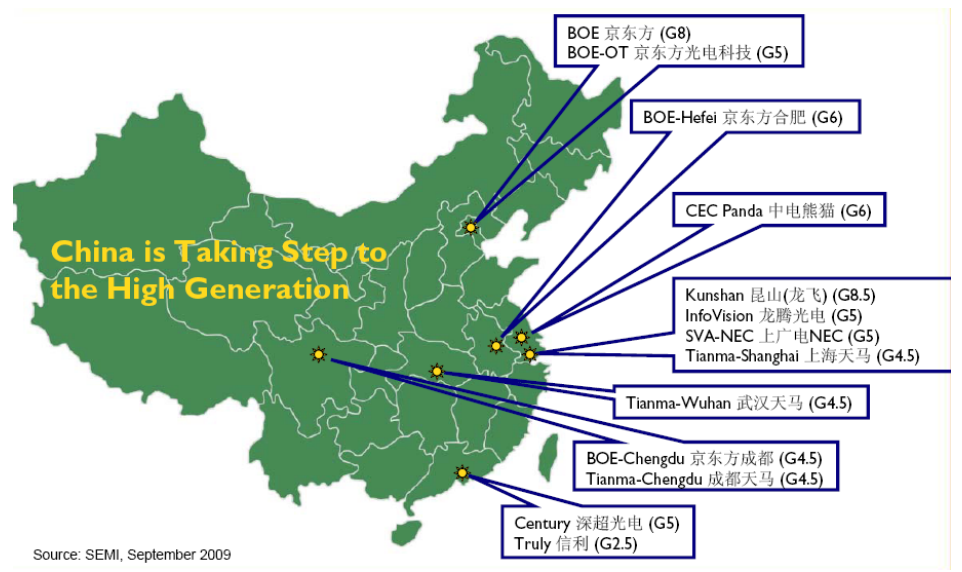 BOE 京东方 (G8)
BOE-OT 京东方光电科技 (G5)
BOE-Hefei 京东方合肥 (G6)
CEC Panda 中电熊猫 (G6)
China is Taking Step to
the High Generation
Kunshan 昆山(龙飞) (G8.5)
InfoVision 龙腾光电 (G5)
SVA-NEC 上广电NEC (G5)
Tianma-Shanghai 上海天马 (G4.5)
Tianma-Wuhan 武汉天马 (G4.5)
BOE-Chengdu 京东方成都 (G4.5)
Tianma-Chengdu 成都天马 (G4.5)
Century 深超光电 (G5)
Truly 信利 (G2.5)
Source: SEMI, September 2009